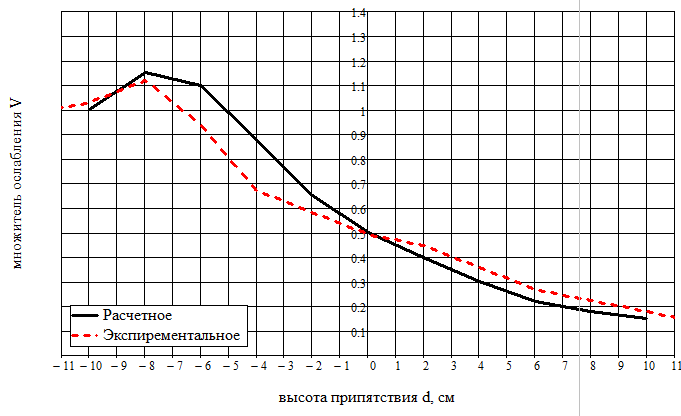 множитель ослабления V
1.4
1.3
1.2
1.1
1
0.9
0.8
0.7
0.6
0.5
0.4
0.3
0.2
0.1
Расчетное
Экспирементальное
−11 −10 −9 −8 −7 −6 −5 −4 −3 −2 −1 0 1 2 3 4 5 6 7 8 9 10 11
высота припятствия d, см